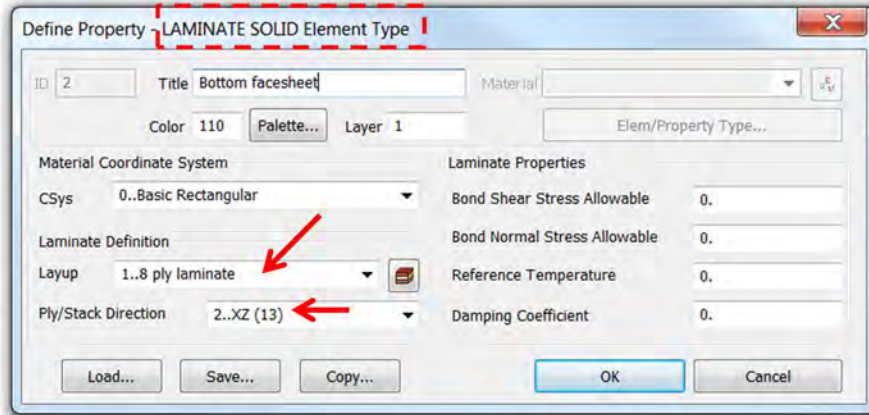 Define Property - LAMINATE SOLID Element Type
ID 2 Title Bottom facesheet Material
Color 110 Palette... Layer 1 Elem/Property Type...
Material Coordinate System Laminate Properties
CSys 0..Basic Rectangular Bond Shear Stress Allowable 0.
Laminate Definition Bond Normal Stress Allowable 0.
Layup 1..8 ply laminate Reference Temperature 0.
Ply/Stack Direction 2..XZ (13) Damping Coefficient 0.
Load... Save... Copy... OK Cancel